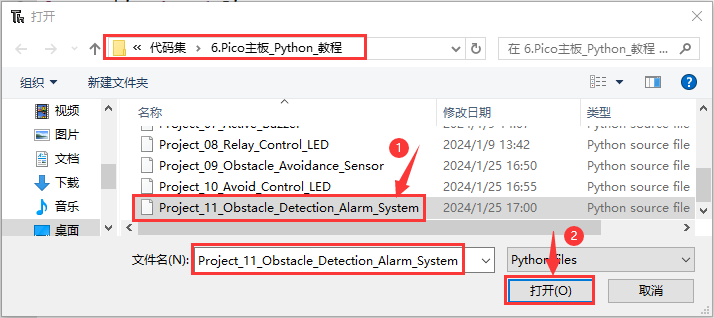 打开
« 代码集 > 6.Pico主板_Python_教程
在 6.Pico主板_Python_教程 ...
组织 新建文件夹
视频
图片
文档
下载
音乐
桌面
名称 修改日期 类型
Project_07_Active_Buzzer 2024/1/9 14:07 Python source file
Project_08_Relay_Control_LED 2024/1/9 13:42 Python source file
Project_09_Obstacle_Avoidance_Sensor 2024/1/25 16:50 Python source file
Project_10_Avoid_Control_LED 2024/1/25 16:55 Python source file
Project_11_Obstacle_Detection_Alarm_System 2024/1/25 17:00 Python source file
1
2
文件名(N): Project_11_Obstacle_Detection_Alarm_System Python files
打开(O) 取消